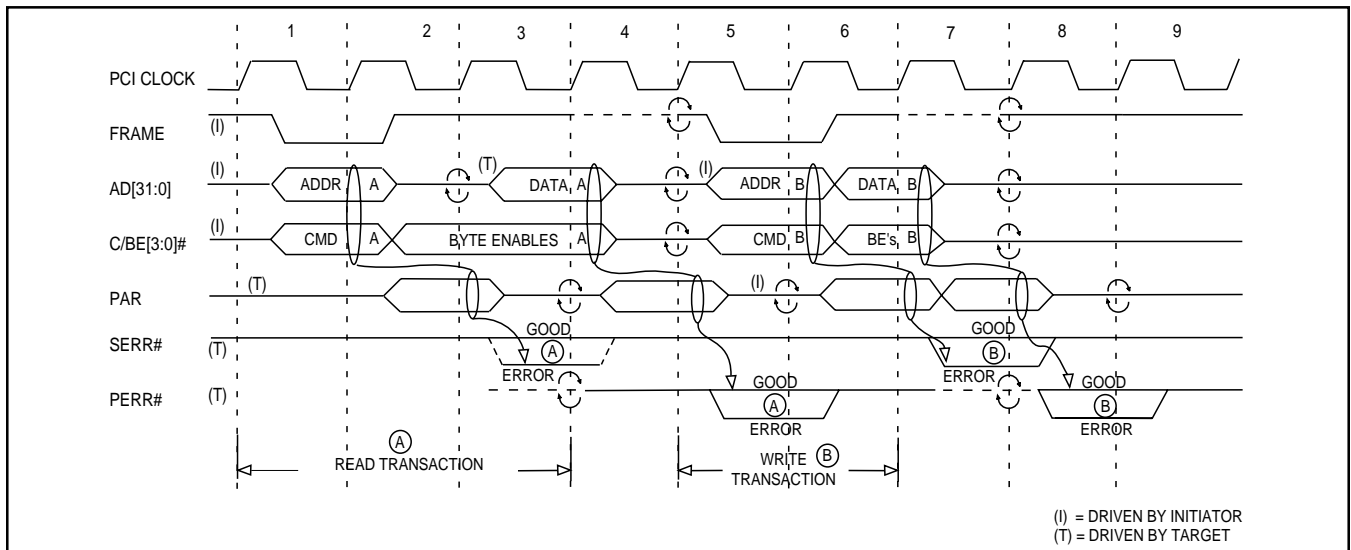 1 2 3 4 5 6 7 8 9
PCI CLOCK
FRAME (I)
AD[31:0] (I) ADDR A (T) DATA A (I) ADDR B DATA B
C/BE[3:0]# (I) CMD A BYTE ENABLES A CMD B BE's B
PAR (T) (I)
SERR# (T) GOOD A ERROR GOOD B ERROR
PERR# (T) GOOD A ERROR GOOD B ERROR
A
READ TRANSACTION
WRITE B
TRANSACTION
(I) = DRIVEN BY INITIATOR
(T) = DRIVEN BY TARGET